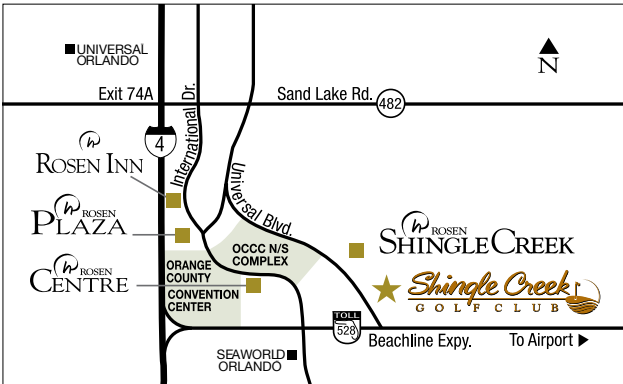 UNIVERSAL
ORLANDO
N
Exit 74A
International Dr.
Sand Lake Rd.
482
4
ROSEN INN
Universal Blvd.
ROSEN
PLAZA
ROSEN
SHINGLE CREEK
OCCC N/S
COMPLEX
ROSEN
CENTRE
ORANGE
COUNTY
CONVENTION
CENTER
Shingle Creek
GOLF CLUB
TOLL
528
Beachline Expy.
To Airport
SEAWORLD
ORLANDO